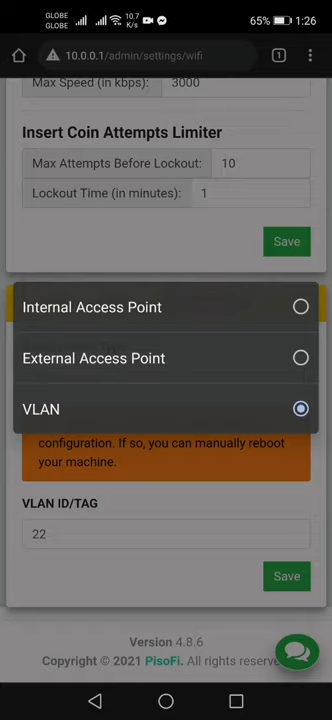 GLOBE
GLOBE
10.7
K/s
65%
1:26
10.0.0.1/admin/settings/wifi
1
Max Speed (in kbps):
3000
Insert Coin Attempts Limiter
Max Attempts Before Lockout:
10
Lockout Time (in minutes):
1
Save
Internal Access Point
External Access Point
VLAN
configuration. If so, you can manually reboot
your machine.
VLAN ID/TAG
22
Save
Version 4.8.6
Copyright © 2021 PisoFi. All rights reserve